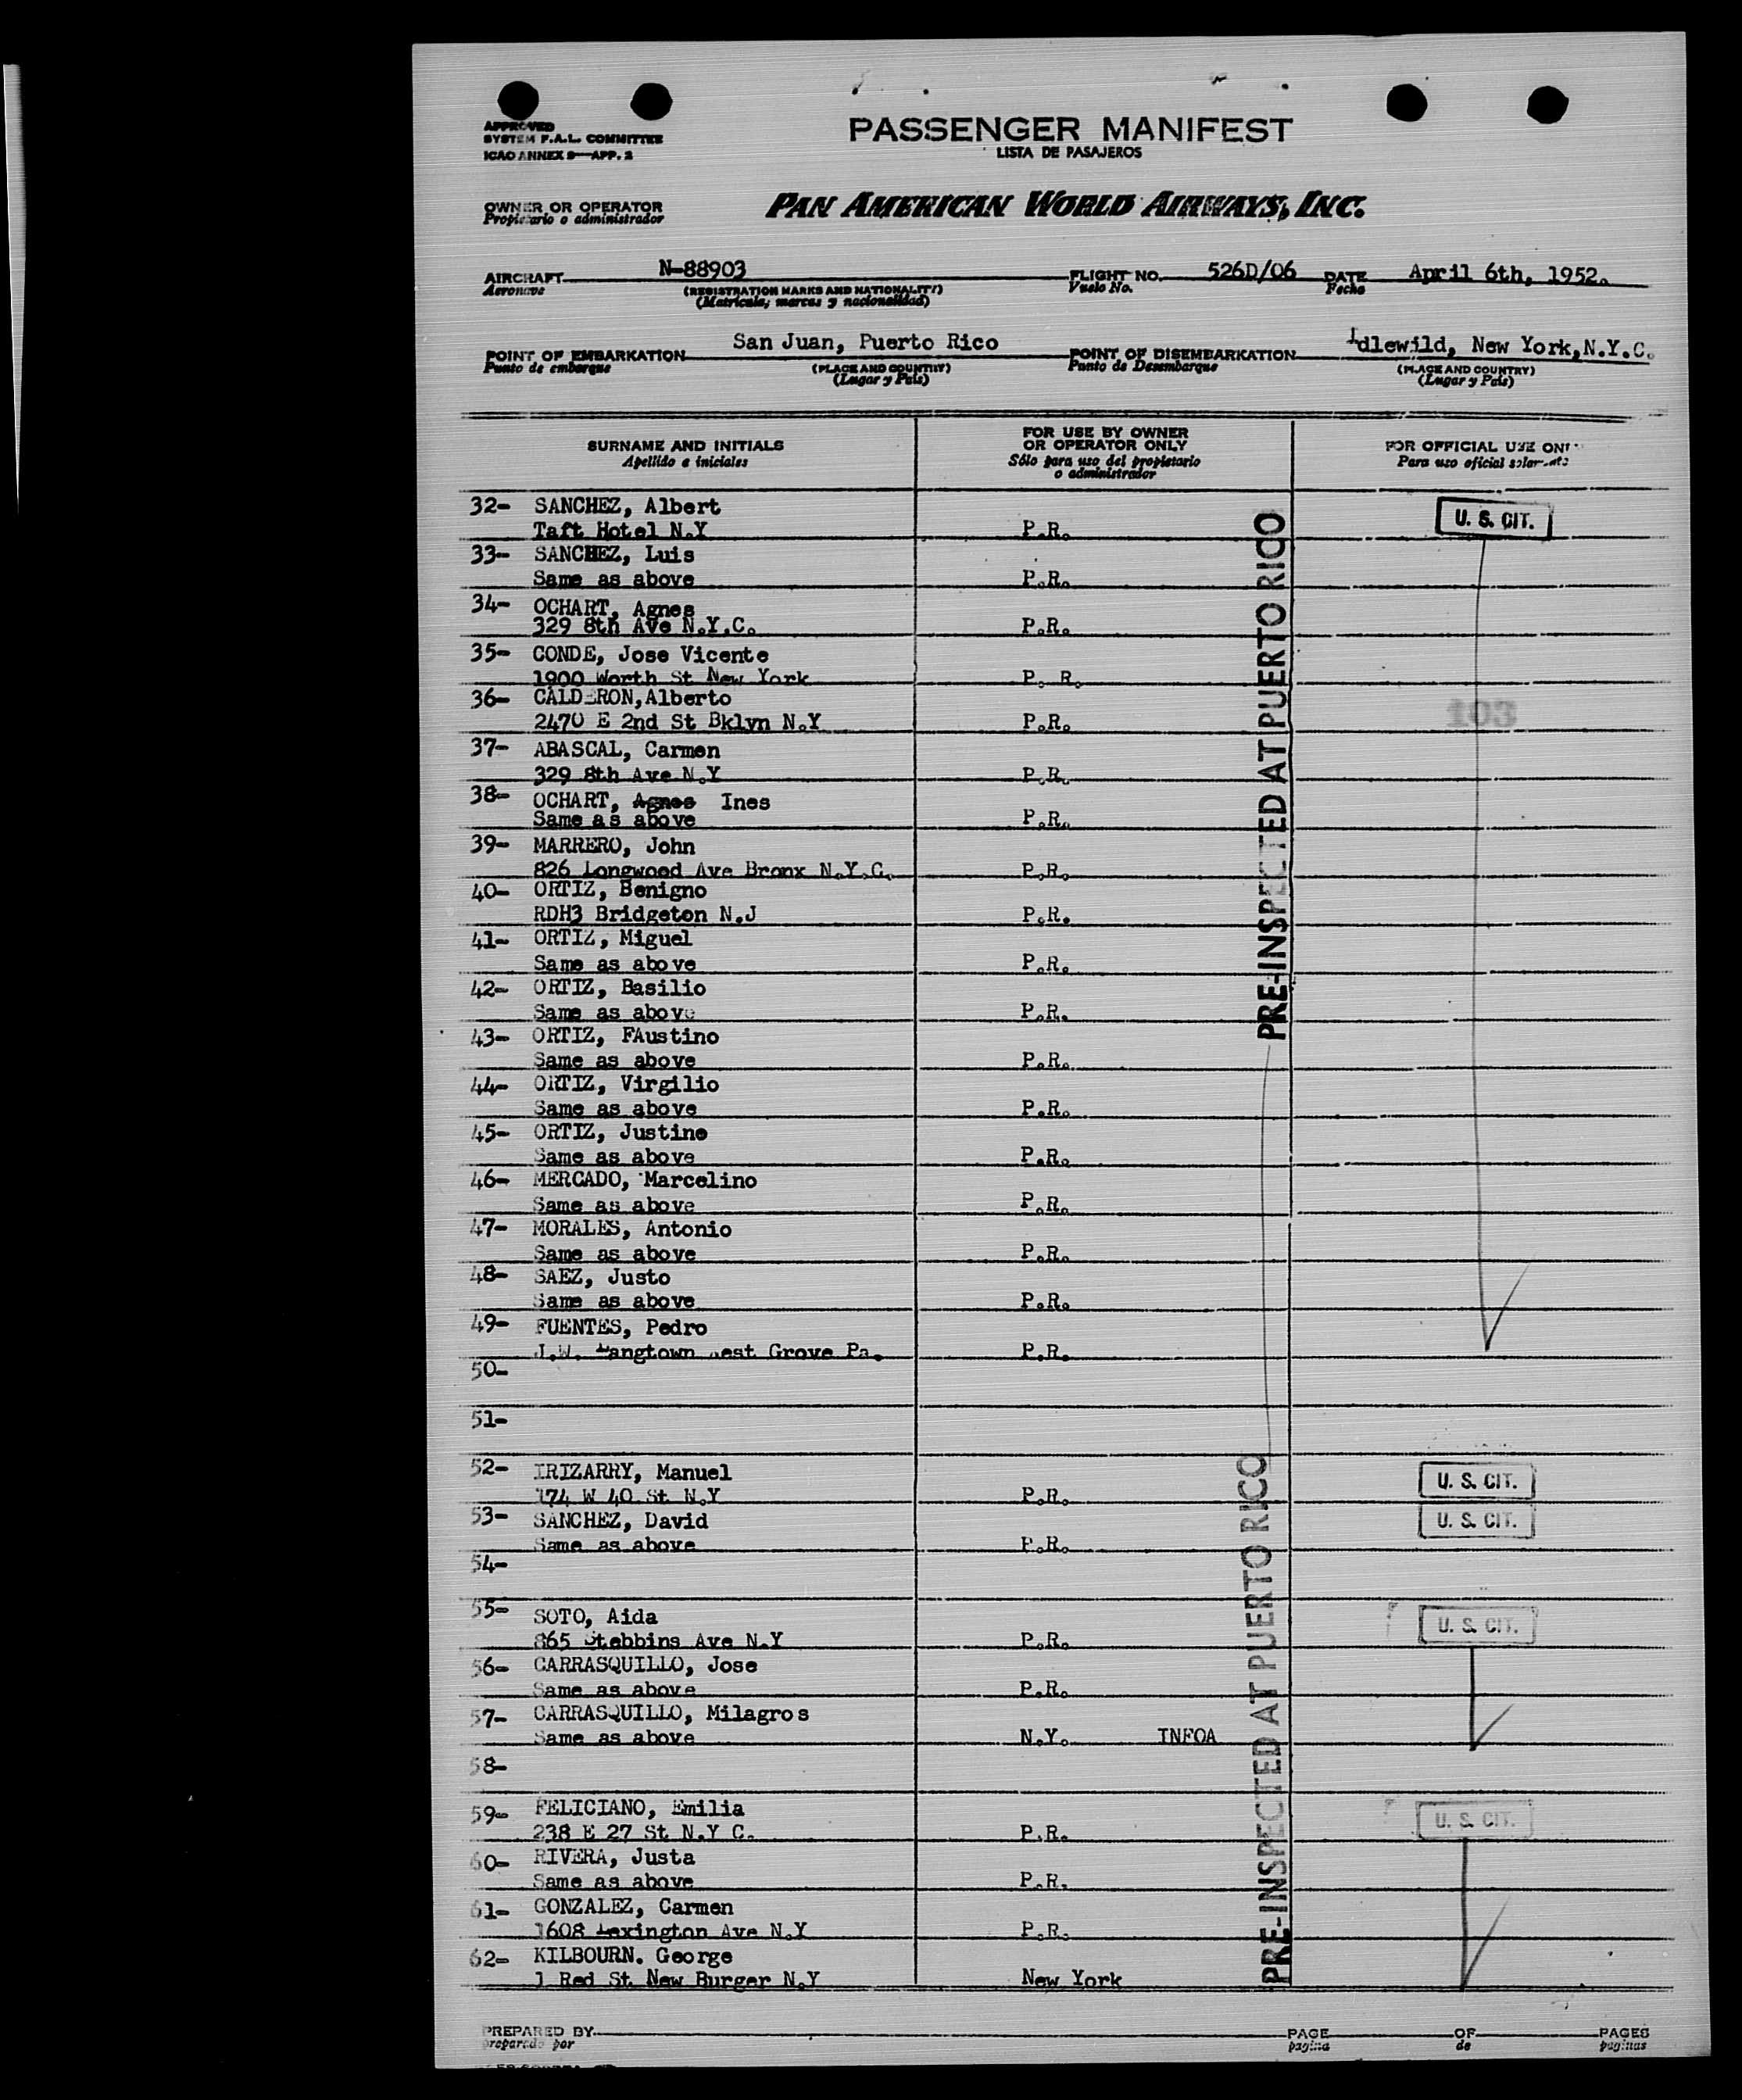 APPROVED
SYSTEM F.A.L. COMMITTEE
ICAO ANNEX 9—APP. 2
PASSENGER MANIFEST
LISTA DE PASAJEROS
OWNER OR OPERATOR
Propietario o administrador
PAN AMERICAN WORLD AIRWAYS, INC.
AIRCRAFT N-88903 FLIGHT NO. 526D/06 DATE April 6th, 1952.
Aeronave (REGISTRATION MARKS AND NATIONALITY) Vuelo No. Fecha
(Matricula, marcas y nacionalidad)
POINT OF EMBARKATION San Juan, Puerto Rico POINT OF DISEMBARKATION Idlewild, New York, N.Y.C.
Punto de embarque (PLACE AND COUNTRY) Punto de Desembarque (PLACE AND COUNTRY)
(Lugar y Pais) (Lugar y Pais)
SURNAME AND INITIALS
Apellido e iniciales
FOR USE BY OWNER
OR OPERATOR ONLY
Sólo para uso del propietario
o administrador
FOR OFFICIAL USE ONLY
Para uso oficial solamente
32- SANCHEZ, Albert U. S. CIT.
Taft Hotel N.Y P.R.
33- SANCHEZ, Luis
Same as above P.R.
34- OCHART, Agnes
329 8th Ave N.Y.C. P.R.
35- CONDE, Jose Vicente
1900 Worth St New York P. R.
36- CALDERON,Alberto
2470 E 2nd St Bklyn N.Y P.R.
103
37- ABASCAL, Carmen
329 8th Ave N.Y P.R.
38- OCHART, Agnes Ines
Same as above P.R.
39- MARRERO, John
826 Longwood Ave Bronx N.Y.C. P.R.
40- ORTIZ, Benigno
RDH3 Bridgeton N.J P.R.
41- ORTIZ, Miguel
Same as above P.R.
42- ORTIZ, Basilio
Same as above P.R.
43- ORTIZ, FAustino
Same as above P.R.
44- ORTIZ, Virgilio
Same as above P.R.
45- ORTIZ, Justino
Same as above P.R.
46- MERCADO, Marcelino
Same as above P.R.
47- MORALES, Antonio
Same as above P.R.
48- SAEZ, Justo
Same as above P.R.
49- FUENTES, Pedro
J.W. Grove Pa. P.R.
50-
51-
52- IRIZARRY, Manuel U. S. CIT.
174 W 40 St N.Y P.R.
53- SANCHEZ, David U. S. CIT.
Same as above P.R.
54-
55- SOTO, Aida U. S. CIT.
865 Stebbins Ave N.Y P.R.
56- CARRASQUILLO, Jose
Same as above P.R.
57- CARRASQUILLO, Milagros
Same as above N.Y. INFOA
58-
59- FELICIANO, Emilia U. S. CIT.
238 E 27 St N.Y C. P.R.
60- RIVERA, Justa
Same as above P.R.
61- GONZALEZ, Carmen
1608 Lexington Ave N.Y P.R.
62- KILBOURN. George
1 Red St New Burger N.Y New York
PRE-INSPECTED AT PUERTO RICO
PRE-INSPECTED AT PUERTO RICO
PREPARED BY PAGE OF PAGES
preparado por pagina de paginas